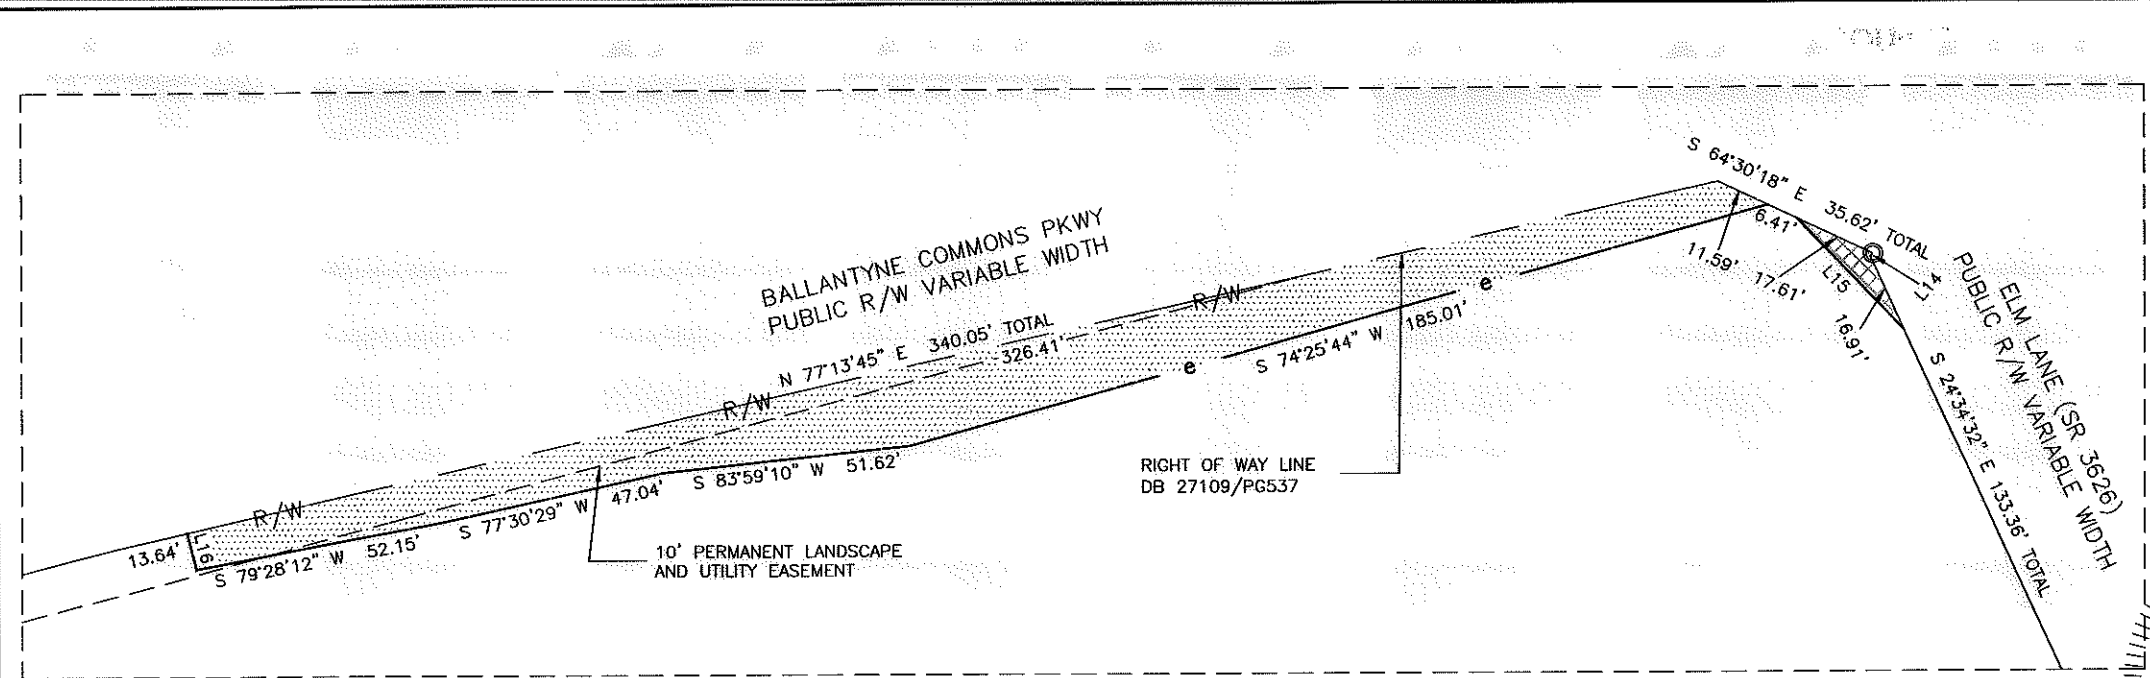 S 64°30'18" E 35.62' TOTAL
BALLANTYNE COMMONS PKWY
PUBLIC R/W VARIABLE WIDTH
6.41'
11.59'
17.61'
L15
L14
16.91'
ELM LANE (SR 3626)
PUBLIC R/W VARIABLE WIDTH
S 24°34'32" E 133.36' TOTAL
N 77°13'45" E 340.05' TOTAL
326.41'
R/W
R/W
R/W
e
e
S 74°25'44" W 185.01'
S 83°59'10" W 51.62'
S 77°30'29" W 47.04'
S 79°28'12" W 52.15'
13.64'
L16
RIGHT OF WAY LINE
DB 27109/PG537
10' PERMANENT LANDSCAPE
AND UTILITY EASEMENT